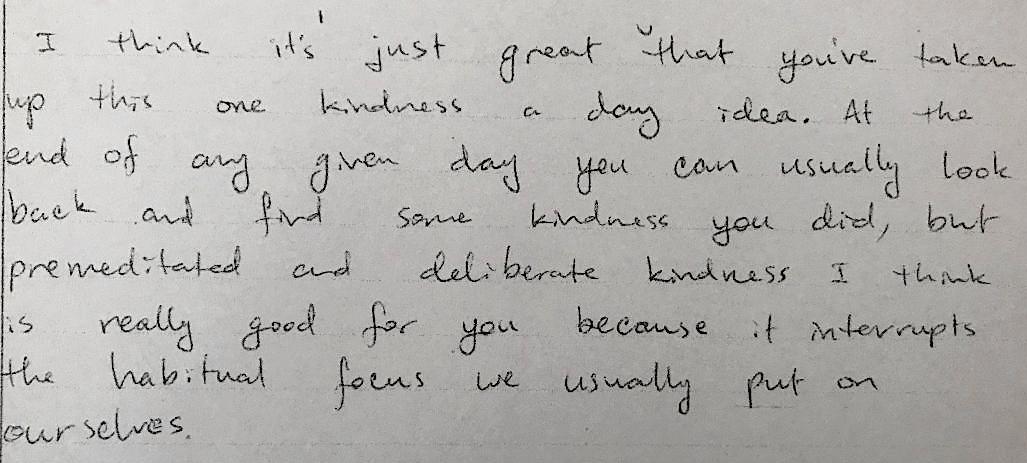 I think it's just great that you've taken
up this one kindness a day idea. At the
end of any given day you can usually look
back and find some kindness you did, but
premeditated and deliberate kindness I think
is really good for you because it interrupts
the habitual focus we usually put on
ourselves.